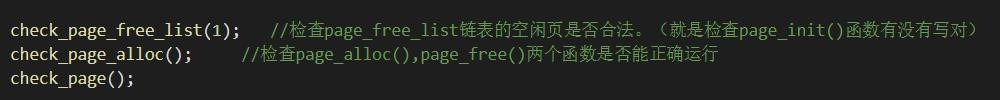 check_page_free_list(1);   //检查page_free_list链表的空闲页是否合法。（就是检查page_init()函数有没有写对）
check_page_alloc();      //检查page_alloc(),page_free()两个函数是否能正确运行
check_page();